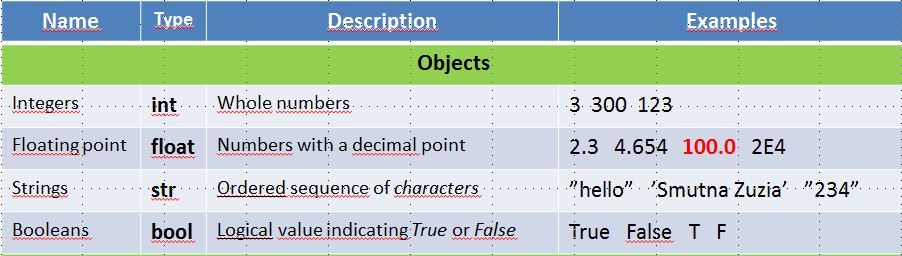 Name Type Description Examples
Objects
Integers int Whole numbers 3 300 123
Floating point float Numbers with a decimal point 2.3 4.654 100.0 2E4
Strings str Ordered sequence of characters ”hello” ’Smutna Zuzia’ ”234”
Booleans bool Logical value indicating True or False True False T F